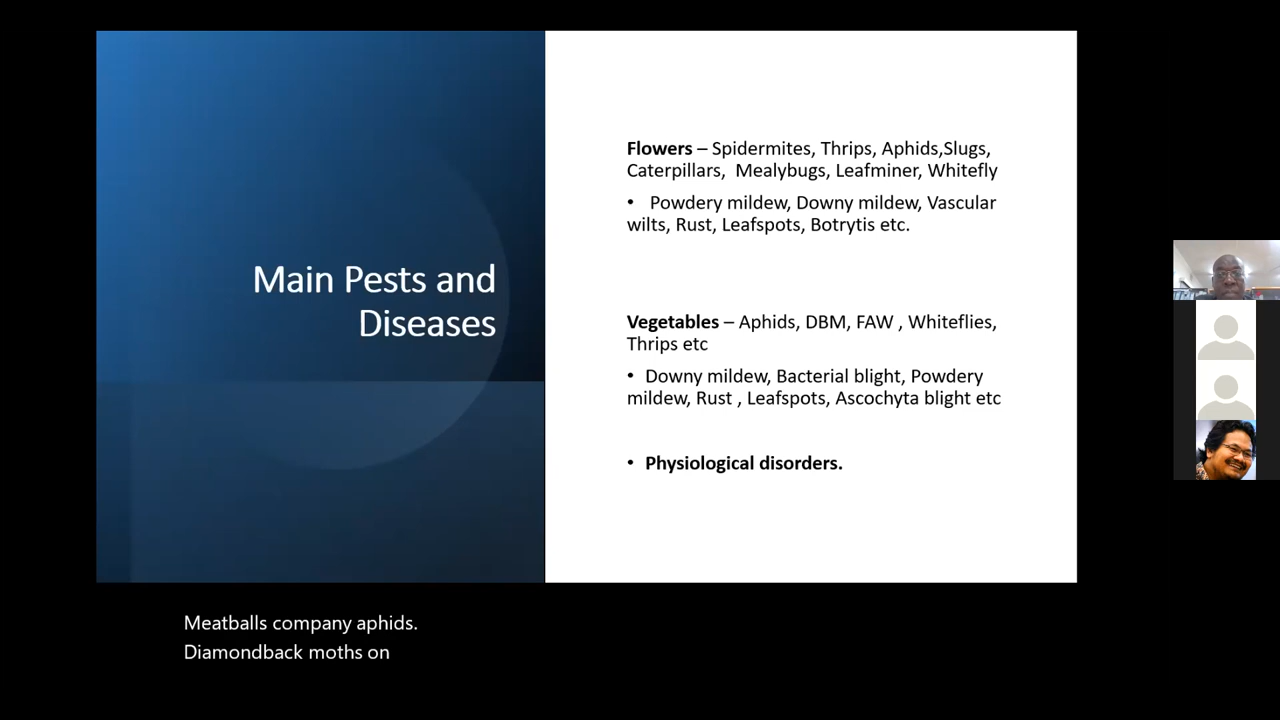 Main Pests and
Diseases
Flowers – Spidermites, Thrips, Aphids,Slugs,
Caterpillars, Mealybugs, Leafminer, Whitefly
• Powdery mildew, Downy mildew, Vascular
wilts, Rust, Leafspots, Botrytis etc.
Vegetables – Aphids, DBM, FAW , Whiteflies,
Thrips etc
• Downy mildew, Bacterial blight, Powdery
mildew, Rust , Leafspots, Ascochyta blight etc
• Physiological disorders.
Meatballs company aphids.
Diamondback moths on